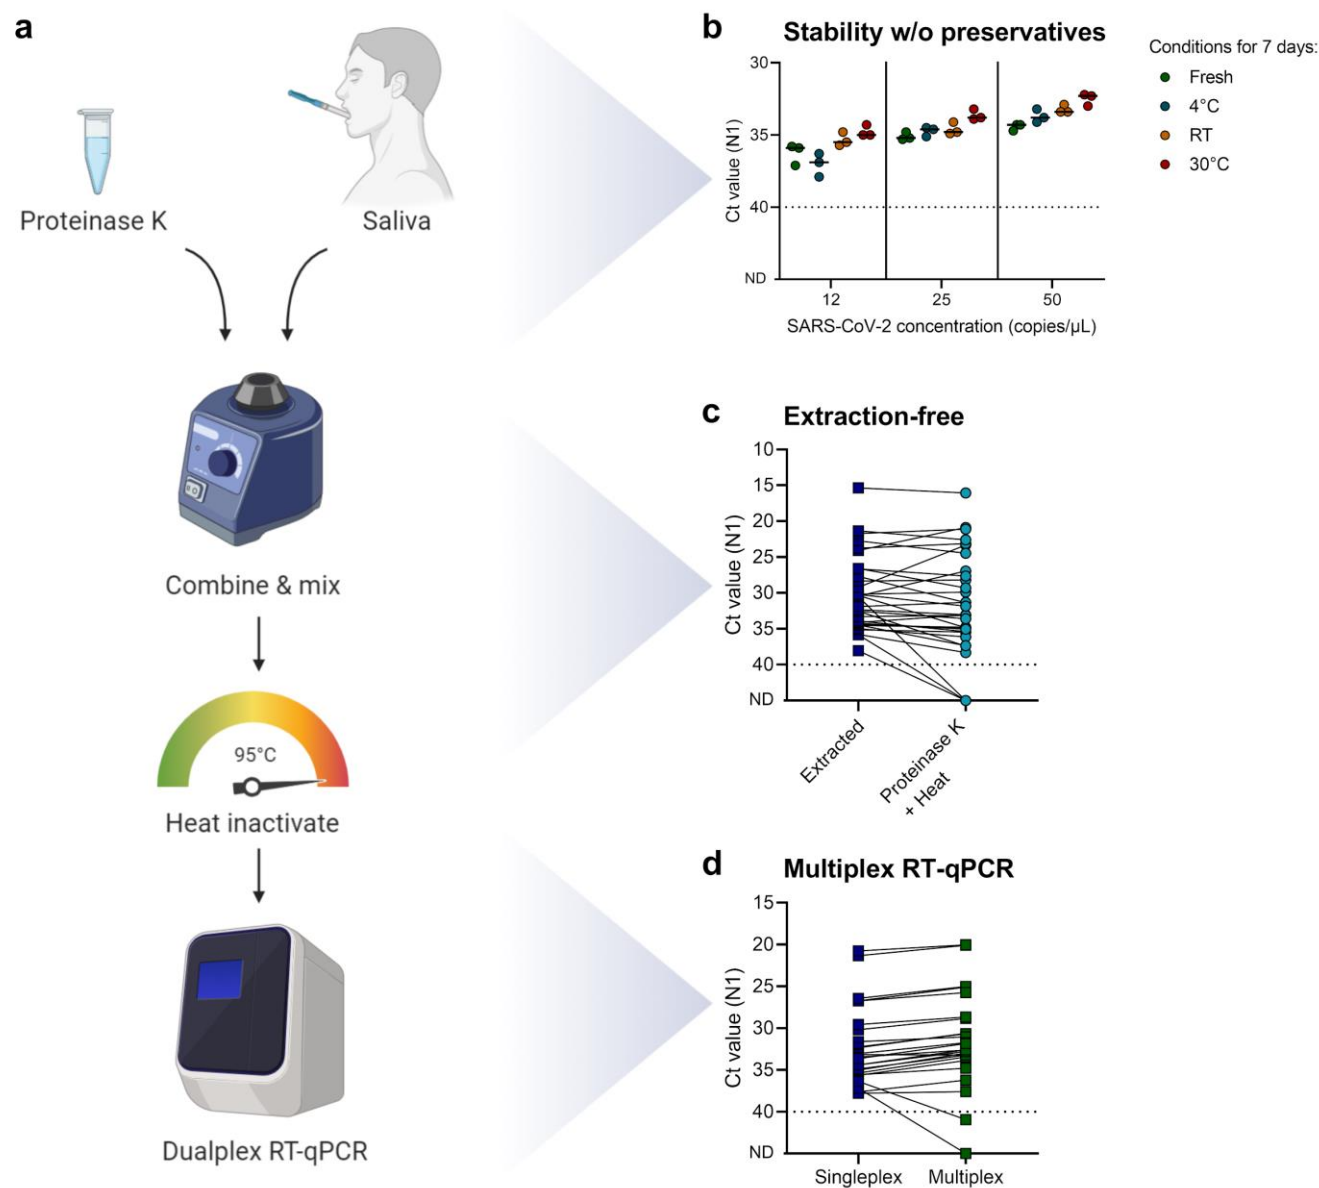 a
Proteinase K
Saliva
Combine & mix
95°C
Heat inactivate
Dualplex RT-qPCR
b
Stability w/o preservatives
Conditions for 7 days:
Fresh
4°C
RT
30°C
Ct value (N1)
30
35
40
ND
12
25
50
SARS-CoV-2 concentration (copies/µL)
c
Extraction-free
Ct value (N1)
10
15
20
25
30
35
40
ND
Extracted
Proteinase K
+ Heat
d
Multiplex RT-qPCR
Ct value (N1)
15
20
25
30
35
40
ND
Singleplex
Multiplex